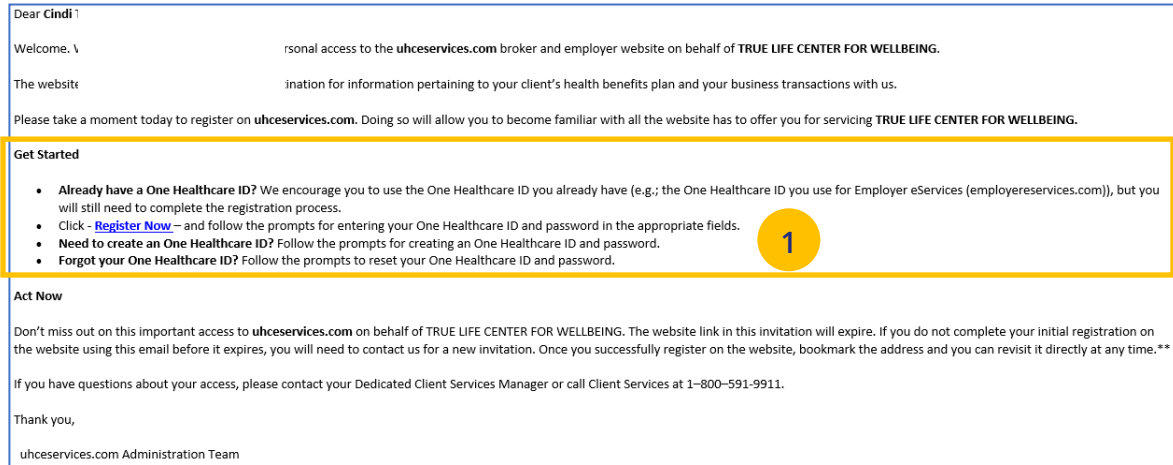 Dear Cindi
Welcome. rsonal access to the uhceservices.com broker and employer website on behalf of TRUE LIFE CENTER FOR WELLBEING.
The website ination for information pertaining to your client’s health benefits plan and your business transactions with us.
Please take a moment today to register on uhceservices.com. Doing so will allow you to become familiar with all the website has to offer you for servicing TRUE LIFE CENTER FOR WELLBEING.
Get Started
• Already have a One Healthcare ID? We encourage you to use the One Healthcare ID you already have (e.g.; the One Healthcare ID you use for Employer eServices (employereservices.com)), but you
will still need to complete the registration process.
• Click - Register Now – and follow the prompts for entering your One Healthcare ID and password in the appropriate fields.
• Need to create an One Healthcare ID? Follow the prompts for creating an One Healthcare ID and password.
• Forgot your One Healthcare ID? Follow the prompts to reset your One Healthcare ID and password.
1
Act Now
Don’t miss out on this important access to uhceservices.com on behalf of TRUE LIFE CENTER FOR WELLBEING. The website link in this invitation will expire. If you do not complete your initial registration on
the website using this email before it expires, you will need to contact us for a new invitation. Once you successfully register on the website, bookmark the address and you can revisit it directly at any time.**
If you have questions about your access, please contact your Dedicated Client Services Manager or call Client Services at 1–800–591-9911.
Thank you,
uhceservices.com Administration Team